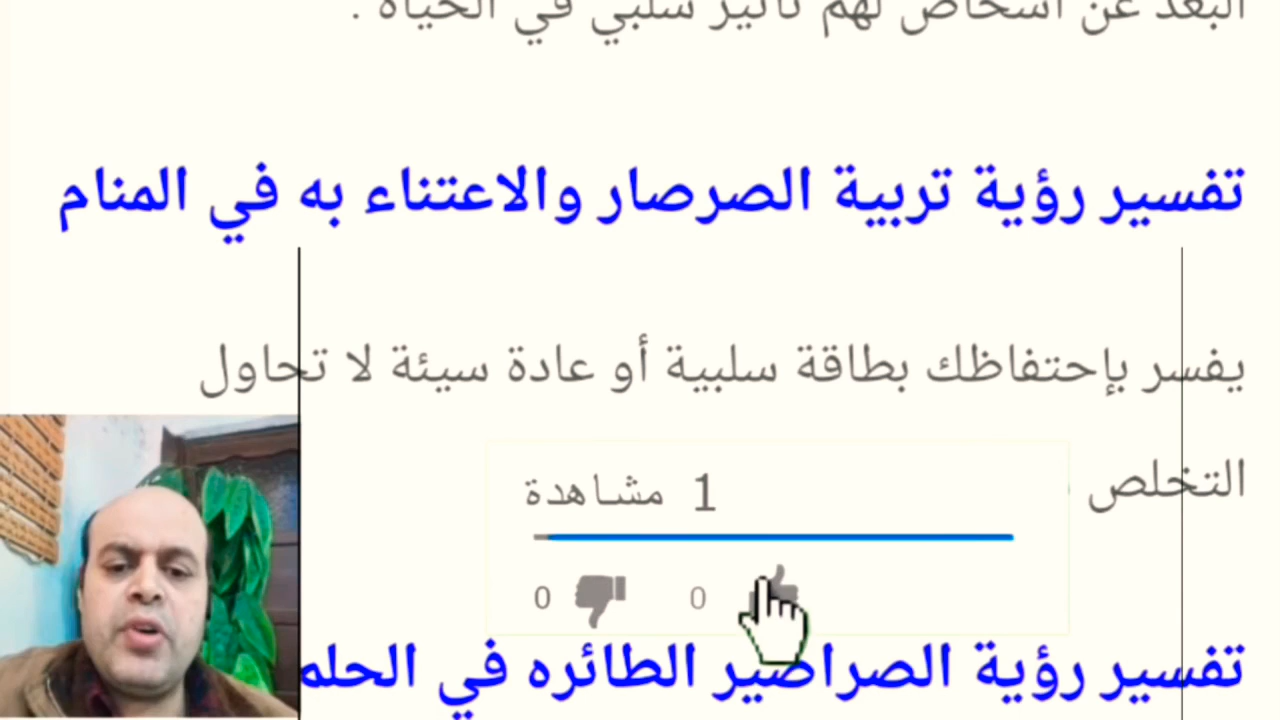 البعد عن أشخاص لهم تأثير سلبي في الحياة .
تفسير رؤية تربية الصرصار والاعتناء به في المنام
يفسر بإحتفاظك بطاقة سلبية أو عادة سيئة لا تحاول
التخلص
1 مشاهدة
0 0
تفسير رؤية الصراصير الطائره في الحلم